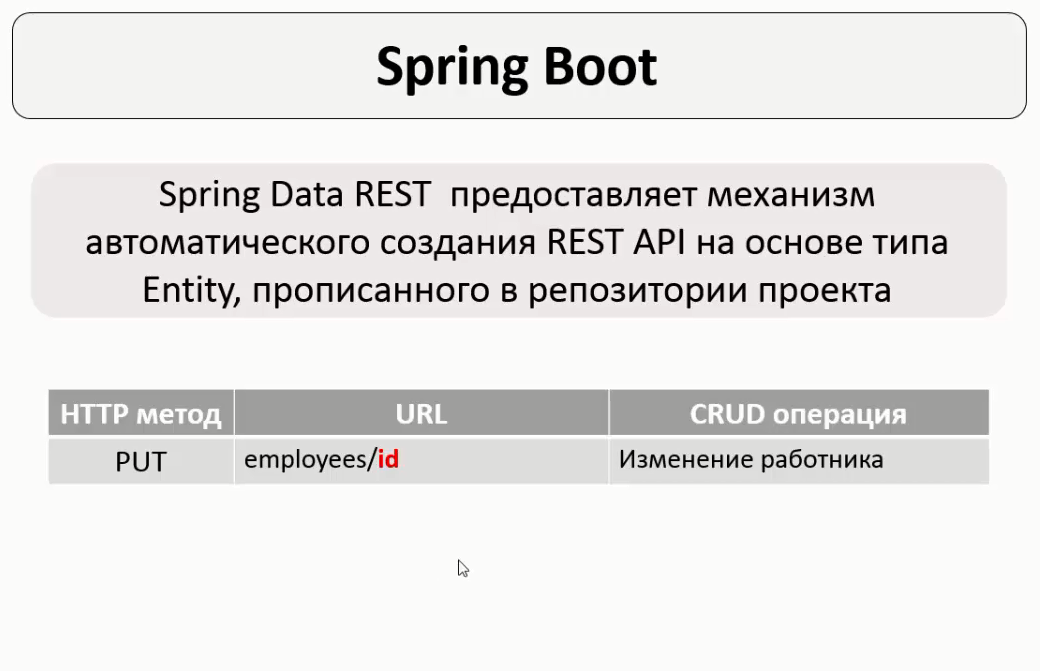 Spring Boot
Spring Data REST предоставляет механизм
автоматического создания REST API на основе типа
Entity, прописанного в репозитории проекта
HTTP метод URL CRUD операция
PUT employees/id Изменение работника